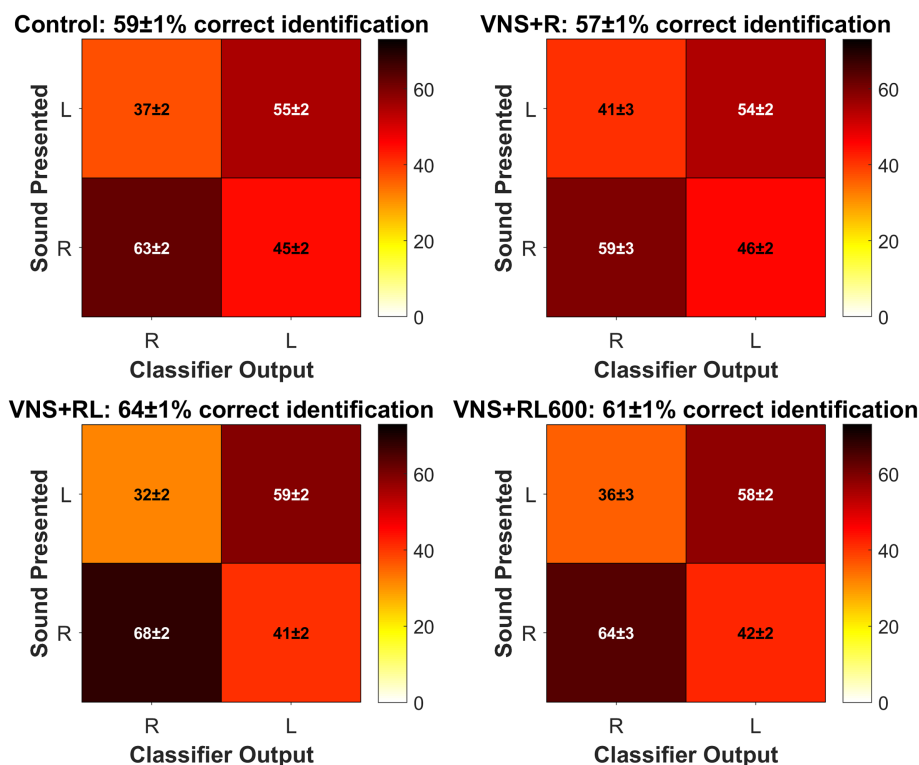 Control: 59±1% correct identification
Sound Presented
L
R
37±2
55±2
63±2
45±2
R
L
Classifier Output
60
40
20
0
VNS+R: 57±1% correct identification
Sound Presented
L
R
41±3
54±2
59±3
46±2
R
L
Classifier Output
60
40
20
0
VNS+RL: 64±1% correct identification
Sound Presented
L
R
32±2
59±2
68±2
41±2
R
L
Classifier Output
60
40
20
0
VNS+RL600: 61±1% correct identification
Sound Presented
L
R
36±3
58±2
64±3
42±2
R
L
Classifier Output
60
40
20
0